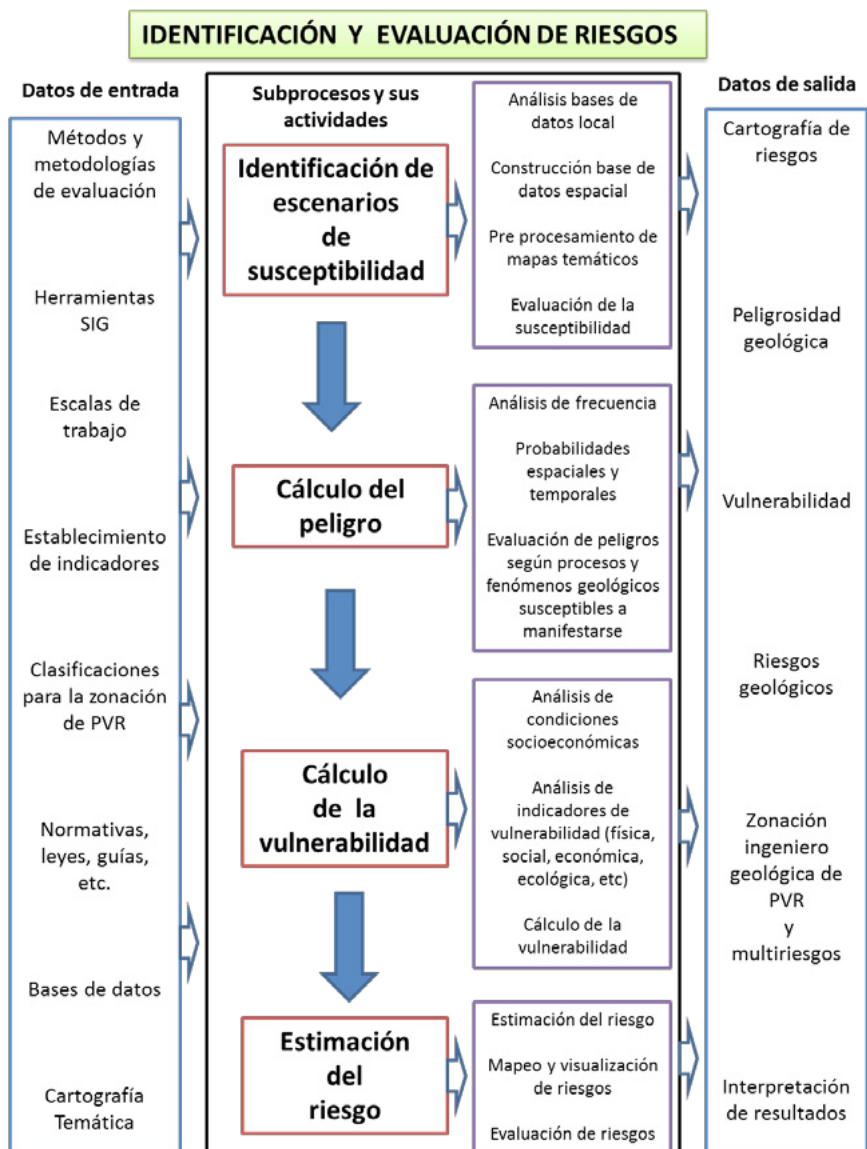 IDENTIFICACIÓN Y EVALUACIÓN DE RIESGOS
Datos de entrada
Métodos y
metodologías
de evaluación
Herramientas
SIG
Escalas de
trabajo
Establecimiento
de indicadores
Clasificaciones
para la zonación
de PVR
Normativas,
leyes, guías,
etc.
Bases de datos
Cartografía
Temática
Subprocesos y sus
actividades
Identificación de
escenarios
de
susceptibilidad
Análisis bases de
datos local
Construcción base de
datos espacial
Pre procesamiento de
mapas temáticos
Evaluación de la
susceptibilidad
Cálculo del
peligro
Análisis de frecuencia
Probabilidades
espaciales y
temporales
Evaluación de peligros
según procesos y
fenómenos geológicos
susceptibles a
manifestarse
Cálculo
de la
vulnerabilidad
Análisis de
condiciones
socioeconómicas
Análisis de
indicadores de
vulnerabilidad (física,
social, económica,
ecológica, etc)
Cálculo de la
vulnerabilidad
Estimación
del
riesgo
Estimación del riesgo
Mapeo y visualización
de riesgos
Evaluación de riesgos
Datos de salida
Cartografía de
riesgos
Peligrosidad
geológica
Vulnerabilidad
Riesgos
geológicos
Zonación
ingeniero
geológica de
PVR
y
multiriesgos
Interpretación
de resultados